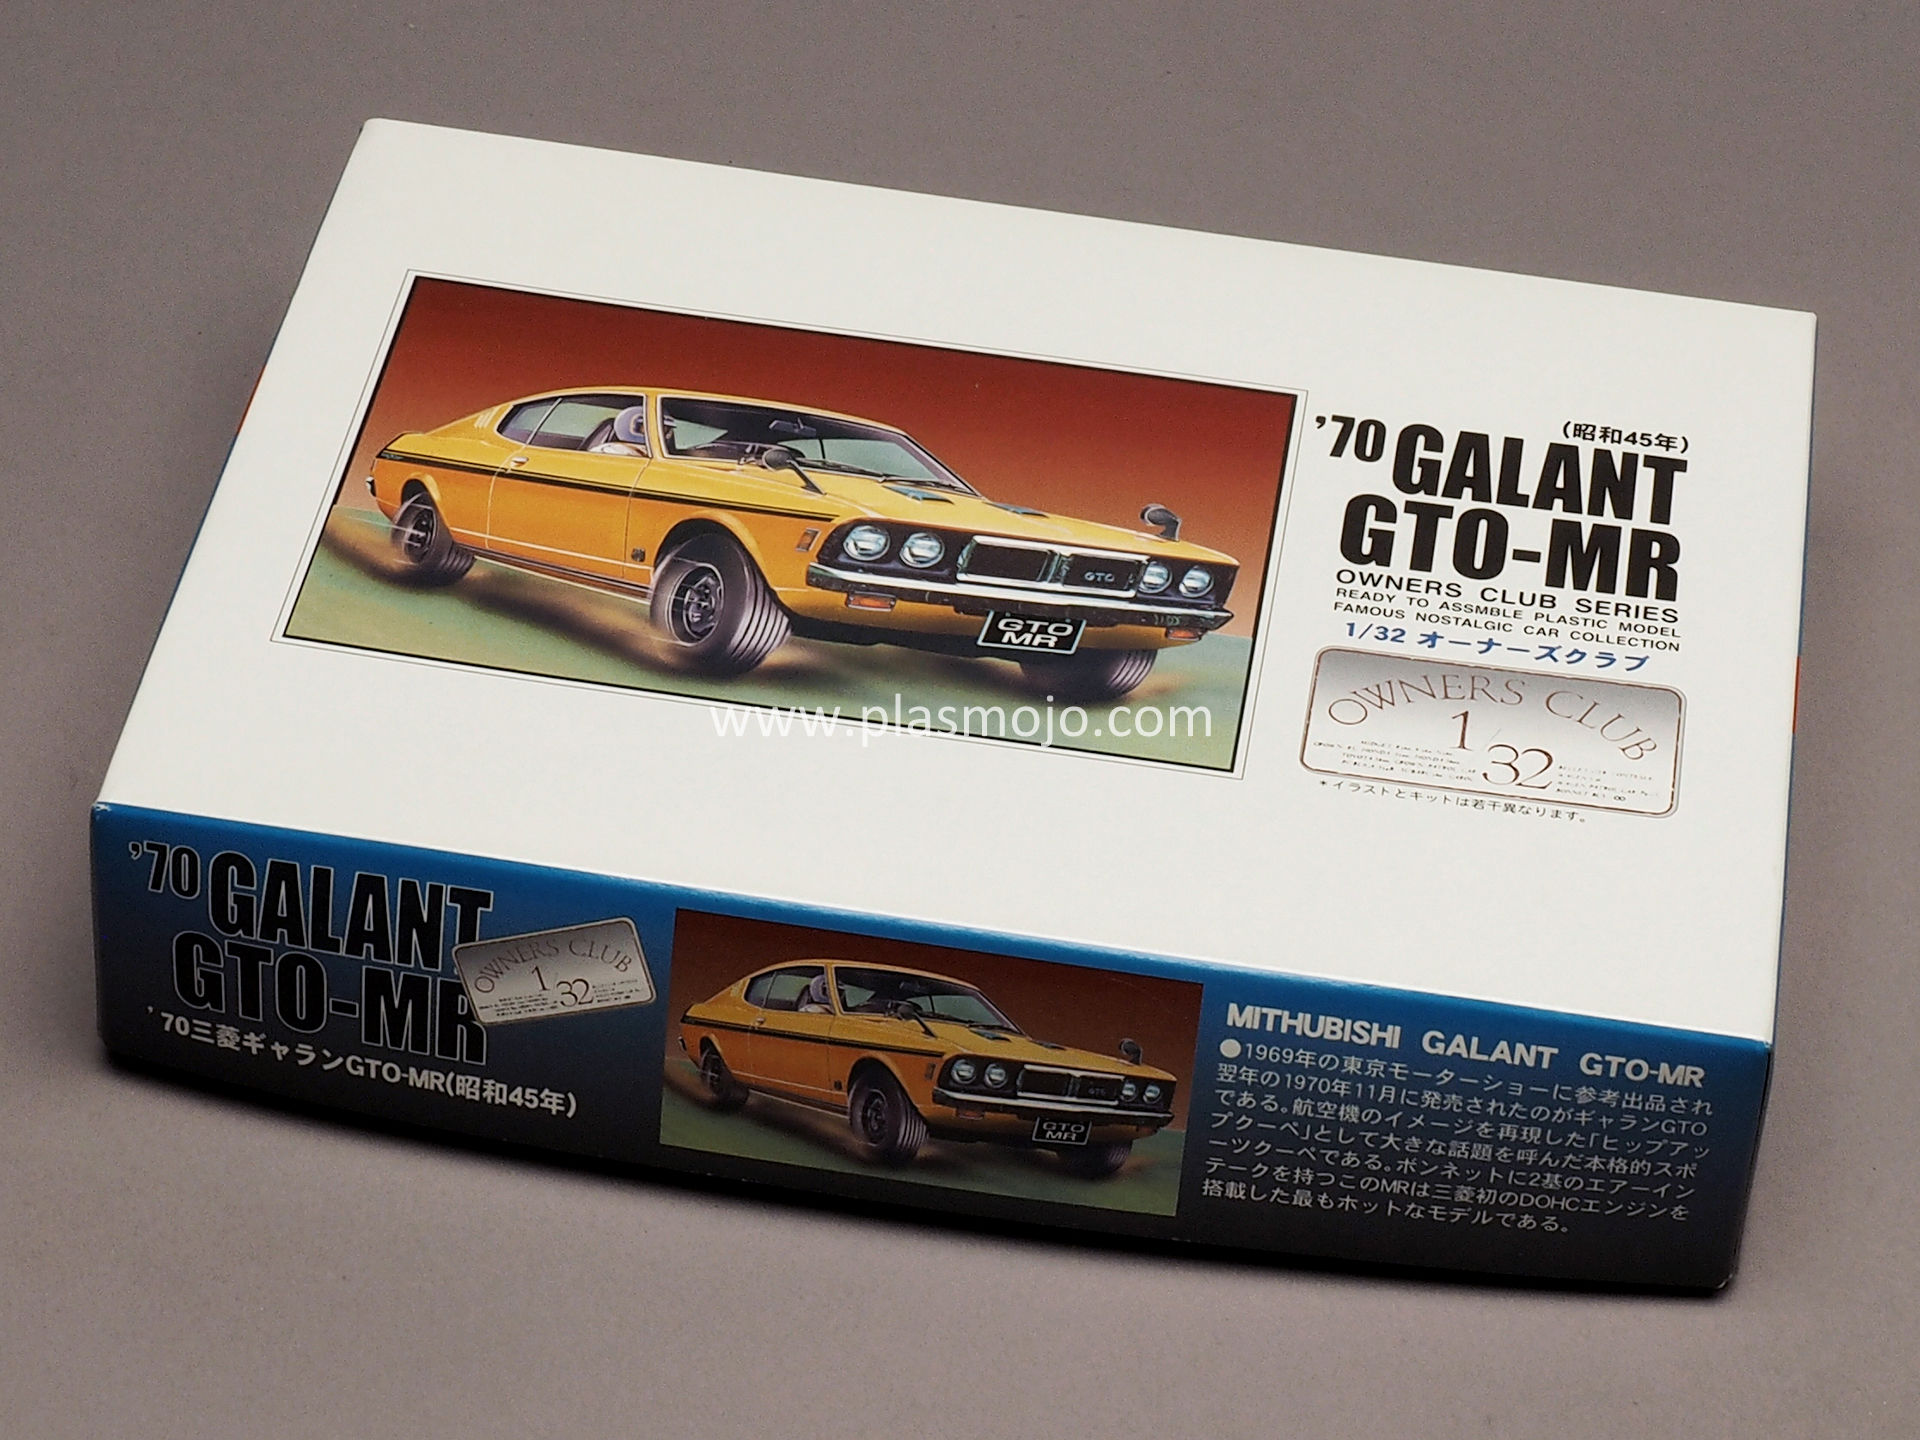 (昭和45年)
'70 GALANT
GTO-MR
OWNERS CLUB SERIES
READY TO ASSMBLE PLASTIC MODEL
FAMOUS NOSTALGIC CAR COLLECTION
1/32 オーナーズクラブ
OWNERS CLUB
1/32
*イラストとキットは若干異なります。
GTO
GTO
MR
www.plasmojo.com
'70 GALANT
GTO-MR
'70三菱ギャランGTO-MR(昭和45年)
OWNERS CLUB
1/32
GTO
MR
MITHUBISHI GALANT GTO-MR
●1969年の東京モーターショーに参考出品され
翌年の1970年11月に発売されたのがギャランGTO
である。航空機のイメージを再現した「ヒップアッ
プクーペ」として大きな話題を呼んだ本格的スポ
ーツクーペである。ボンネットに2基のエアーイン
テークを持つこのMRは三菱初のDOHCエンジンを
搭載した最もホットなモデルである。